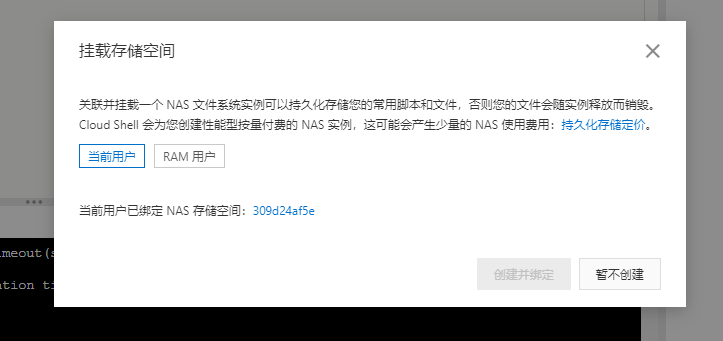 挂载存储空间
关联并挂载一个 NAS 文件系统实例可以持久化存储您的常用脚本和文件，否则您的文件会随实例释放而销毁。
Cloud Shell 会为您创建性能型按量付费的 NAS 实例，这可能会产生少量的 NAS 使用费用：持久化存储定价。
当前用户 RAM 用户
当前用户已绑定 NAS 存储空间：309d24af5e
imeout(s
ation ti
创建并绑定 暂不创建